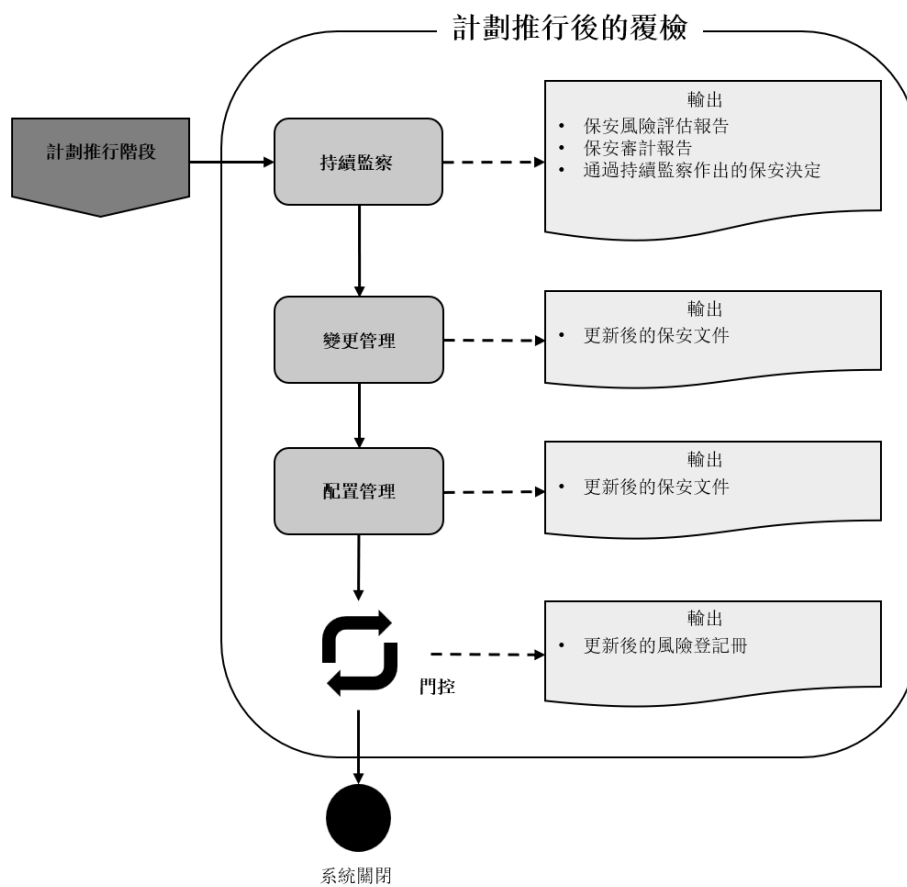 計劃推行後的覆檢
計劃推行階段
持續監察
輸出
• 保安風險評估報告
• 保安審計報告
• 通過持續監察作出的保安決定
變更管理
輸出
• 更新後的保安文件
配置管理
輸出
• 更新後的保安文件
門控
輸出
• 更新後的風險登記冊
系統關閉